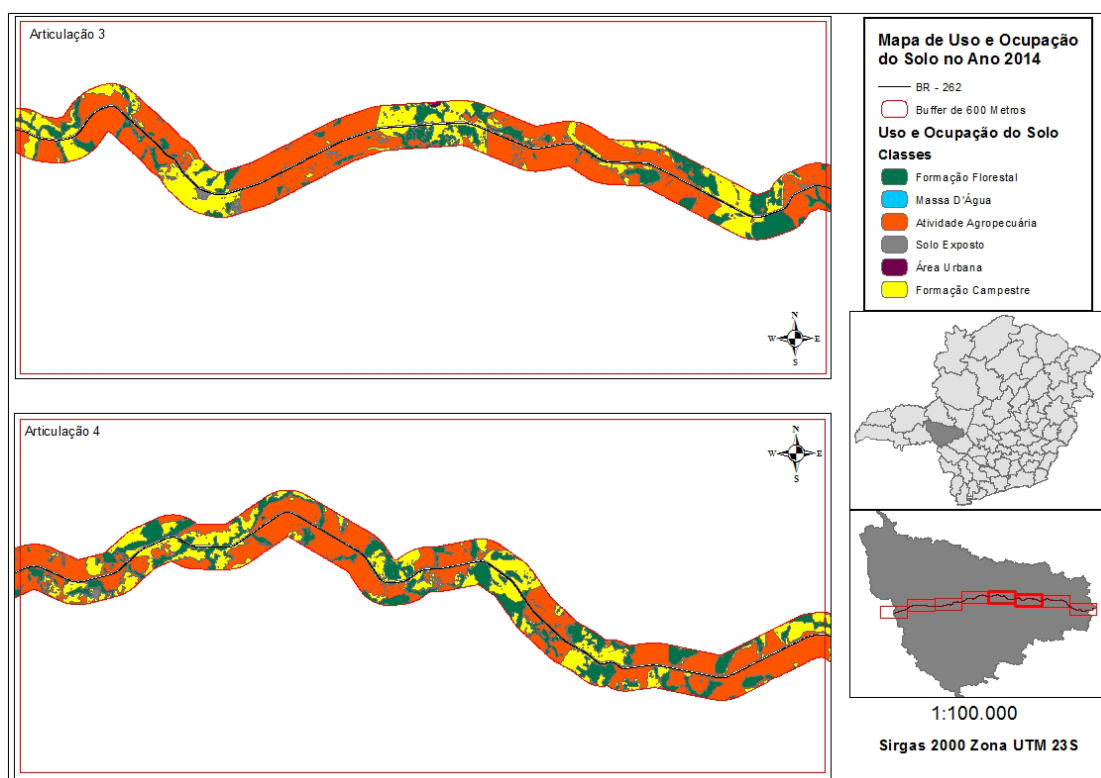 Articulação 3
N
W
E
S
Articulação 4
N
W
E
S
Mapa de Uso e Ocupação
do Solo no Ano 2014
BR - 262
Buffer de 600 Metros
Uso e Ocupação do Solo
Classes
Formação Florestal
Massa D'Água
Atividade Agropecuária
Solo Exposto
Área Urbana
Formação Campestre
1:100.000
Sirgas 2000 Zona UTM 23S